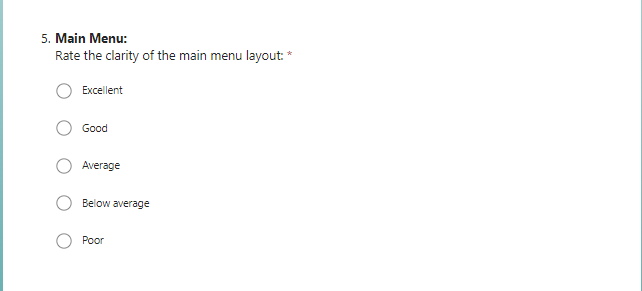 5. Main Menu:
Rate the clarity of the main menu layout: *
Excellent
Good
Average
Below average
Poor